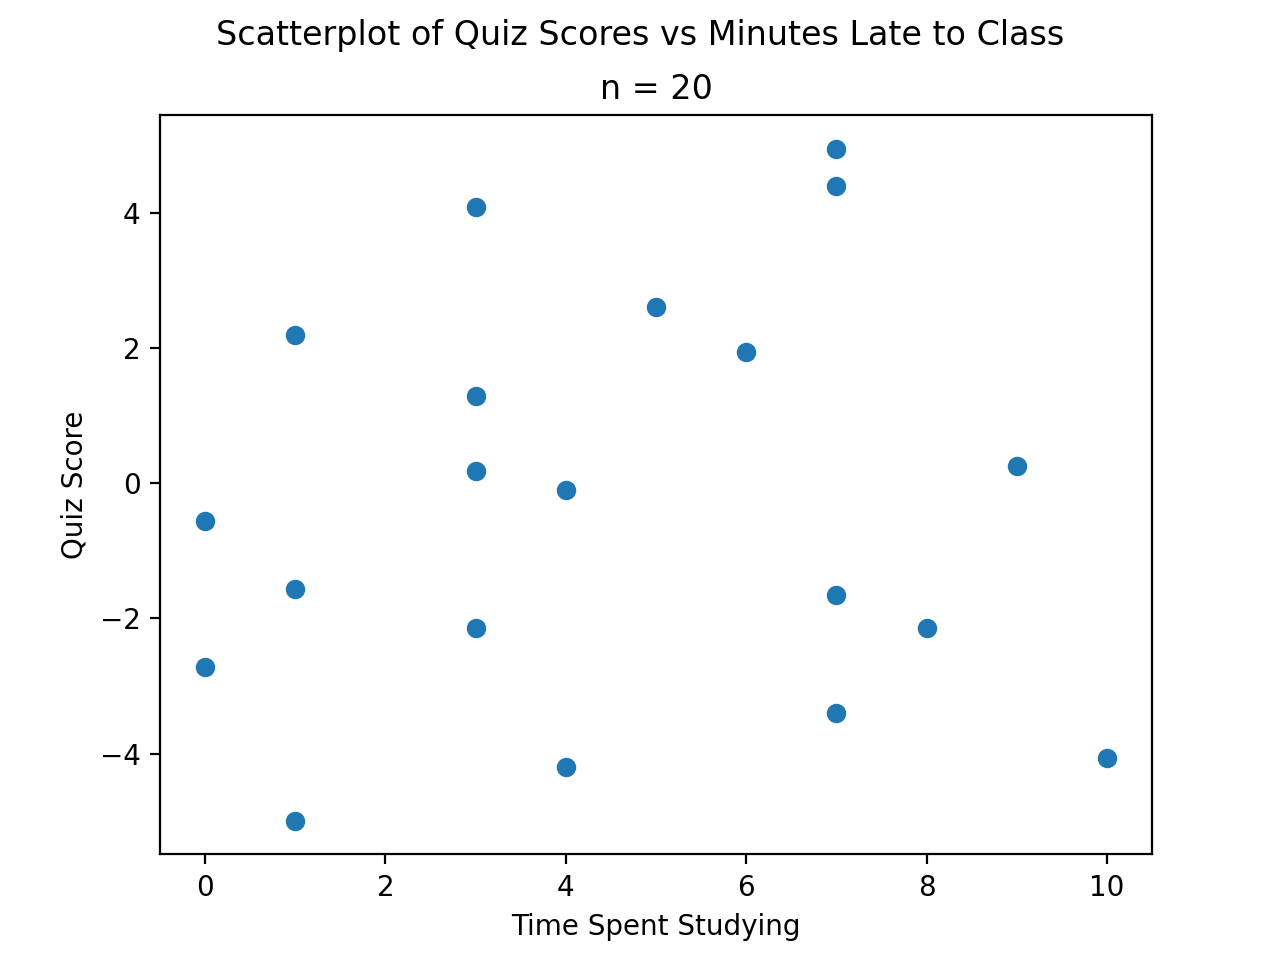 Scatterplot of Quiz Scores vs Minutes Late to Class
n = 20
4
2
0
−2
−4
Quiz Score
0 2 4 6 8 10
Time Spent Studying